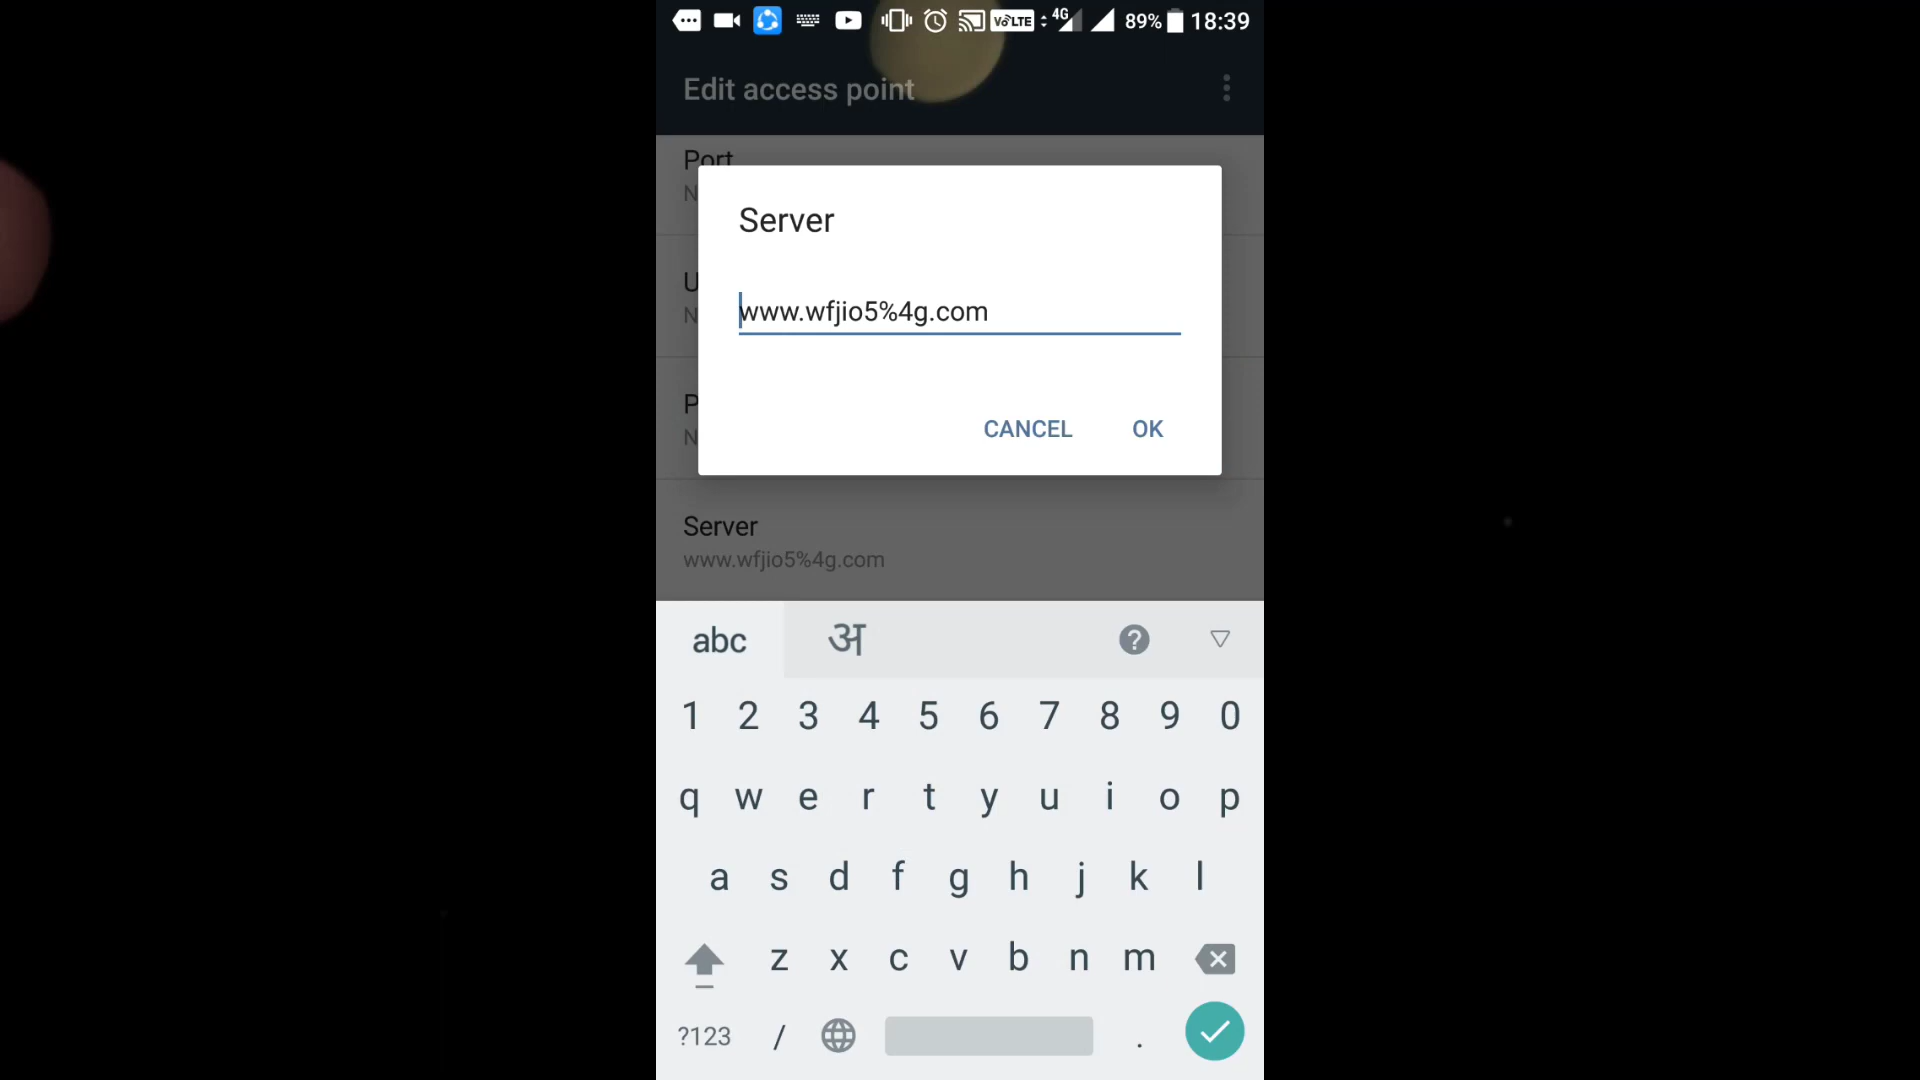 4G
VoLTE 89% 18:39
Edit access point
Port
N
Server
U
www.wfjio5%4g.com
N
P
CANCEL OK
N
Server
www.wfjio5%4g.com
abc अ ?
1 2 3 4 5 6 7 8 9 0
q w e r t y u i o p
a s d f g h j k l
z x c v b n m
?123 / .